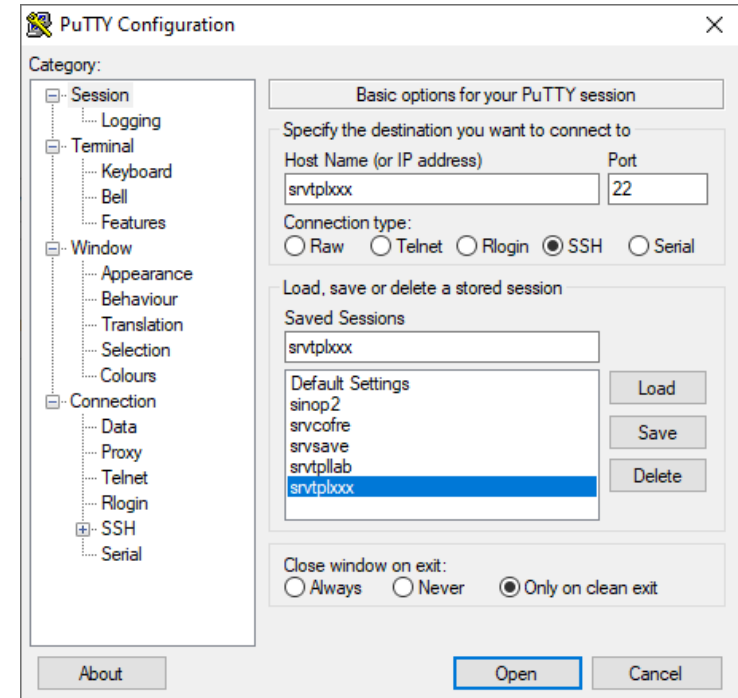 PuTTY Configuration
Category:
Session
Logging
Terminal
Keyboard
Bell
Features
Window
Appearance
Behaviour
Translation
Selection
Colours
Connection
Data
Proxy
Telnet
Rlogin
SSH
Serial
Basic options for your PuTTY session
Specify the destination you want to connect to
Host Name (or IP address) Port
srvtplxxx 22
Connection type:
Raw Telnet Rlogin SSH Serial
Load, save or delete a stored session
Saved Sessions
srvtplxxx
Default Settings
sinop2
srvcofre
srvsave
srvtpllab
srvtplxxx
Load
Save
Delete
Close window on exit:
Always Never Only on clean exit
About Open Cancel